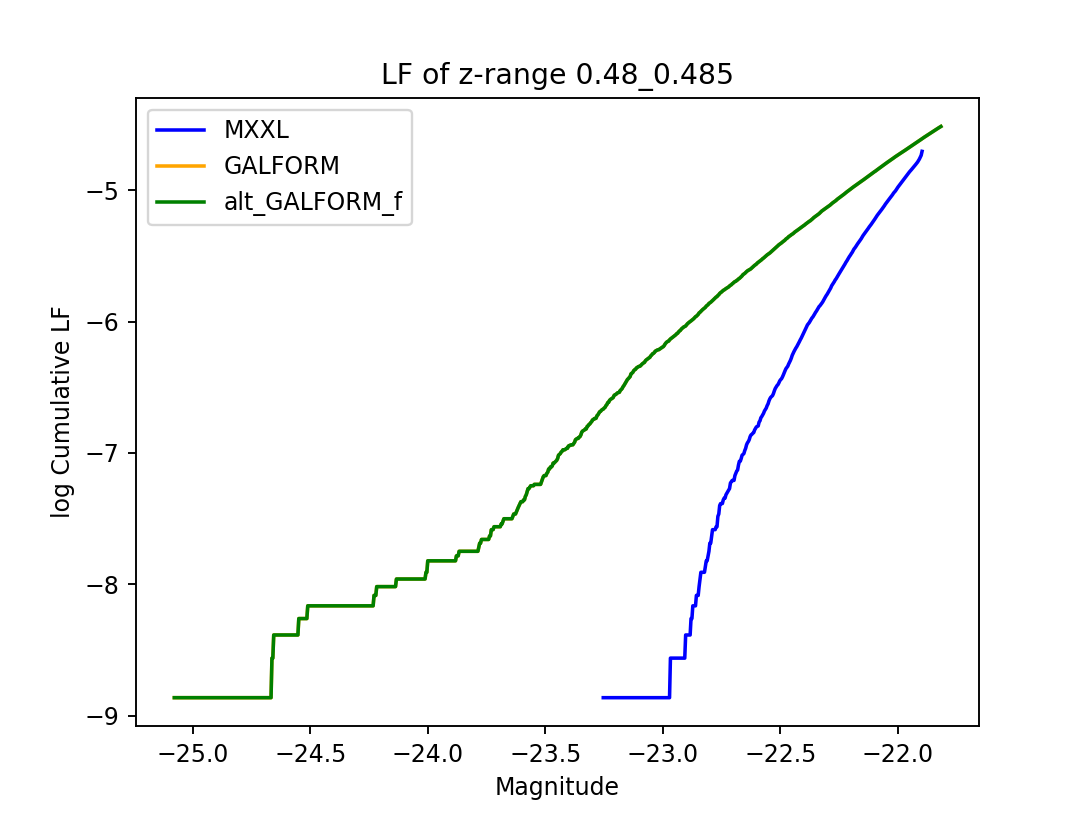 LF of z-range 0.48_0.485
MXXL
GALFORM
alt_GALFORM_f
log Cumulative LF
−5
−6
−7
−8
−9
−25.0 −24.5 −24.0 −23.5 −23.0 −22.5 −22.0
Magnitude